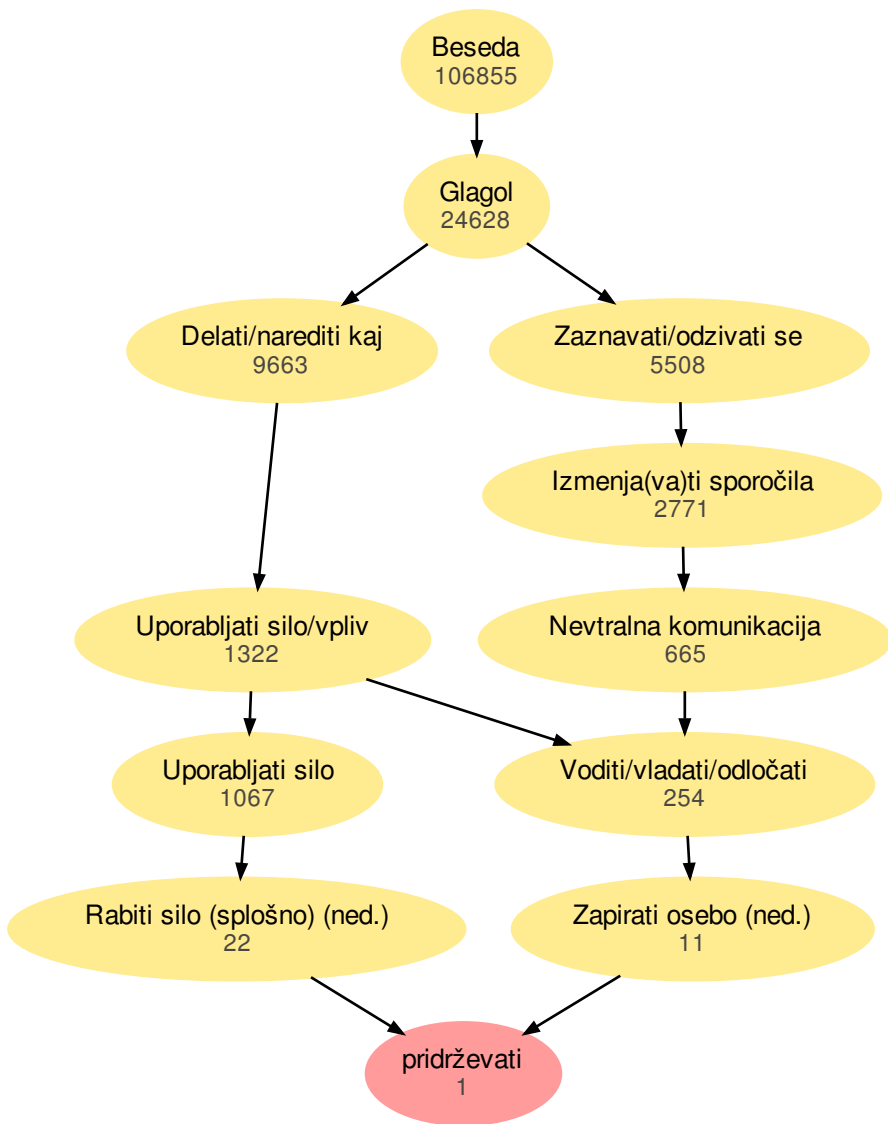 Beseda
106855
Glagol
24628
Delati/narediti kaj
9663
Zaznavati/odzivati se
5508
Izmenja(va)ti sporočila
2771
Uporabljati silo/vpliv
1322
Nevtralna komunikacija
665
Uporabljati silo
1067
Voditi/vladati/odločati
254
Rabiti silo (splošno) (ned.)
22
Zapirati osebo (ned.)
11
pridrževati
1